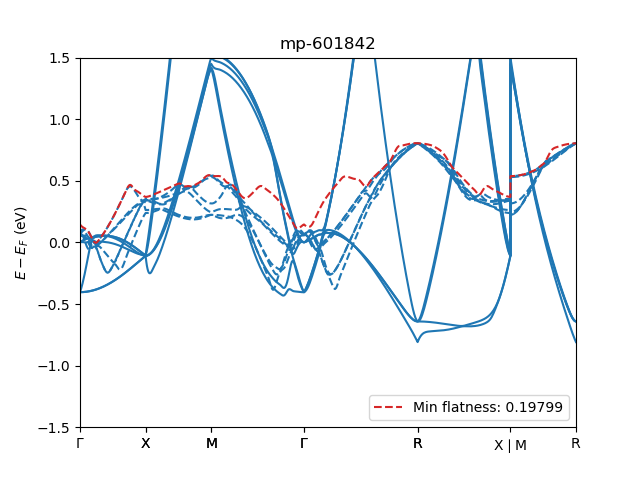 mp-601842
1.5
1.0
0.5
0.0
−0.5
−1.0
−1.5
E − E_F (eV)
Min flatness: 0.19799
Γ X M Γ R X | M R